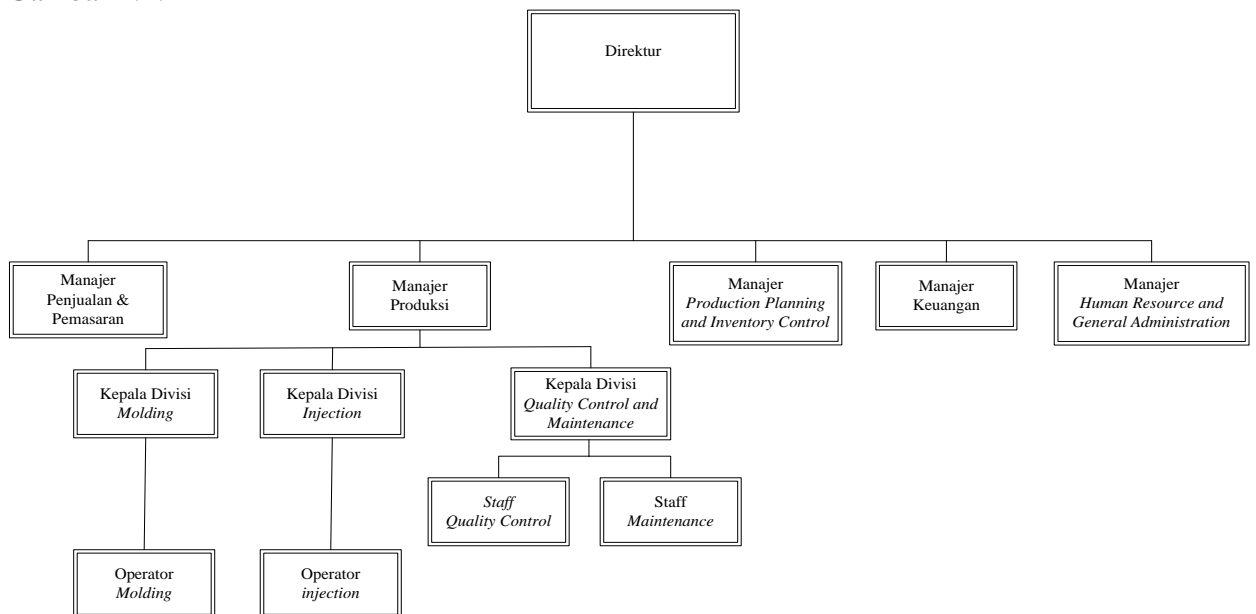 Direktur
Manajer
Penjualan &
Pemasaran
Manajer
Produksi
Manajer
Production Planning
and Inventory Control
Manajer
Keuangan
Manajer
Human Resource and
General Administration
Kepala Divisi
Molding
Kepala Divisi
Injection
Kepala Divisi
Quality Control and
Maintenance
Staff
Quality Control
Staff
Maintenance
Operator
Molding
Operator
injection